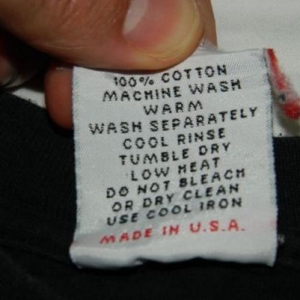 100% COTTON
MACHINE WASH
WARM
WASH SEPARATELY
COOL RINSE
TUMBLE DRY
LOW HEAT
DO NOT BLEACH
OR DRY CLEAN
USE COOL IRON
MADE IN U.S.A.